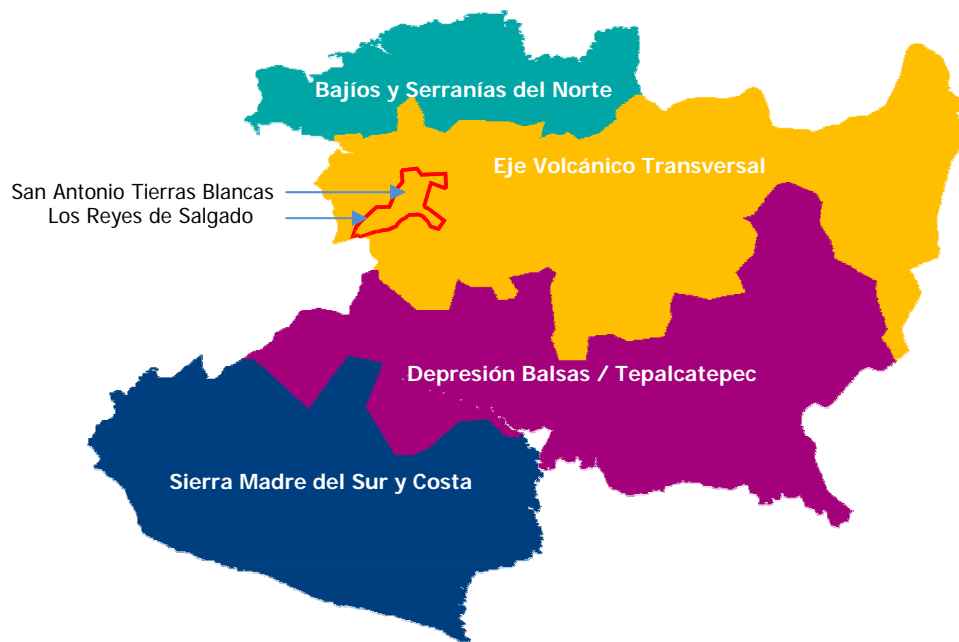 Bajíos y Serranías del Norte
Eje Volcánico Transversal
San Antonio Tierras Blancas
Los Reyes de Salgado
Depresión Balsas / Tepalcatepec
Sierra Madre del Sur y Costa